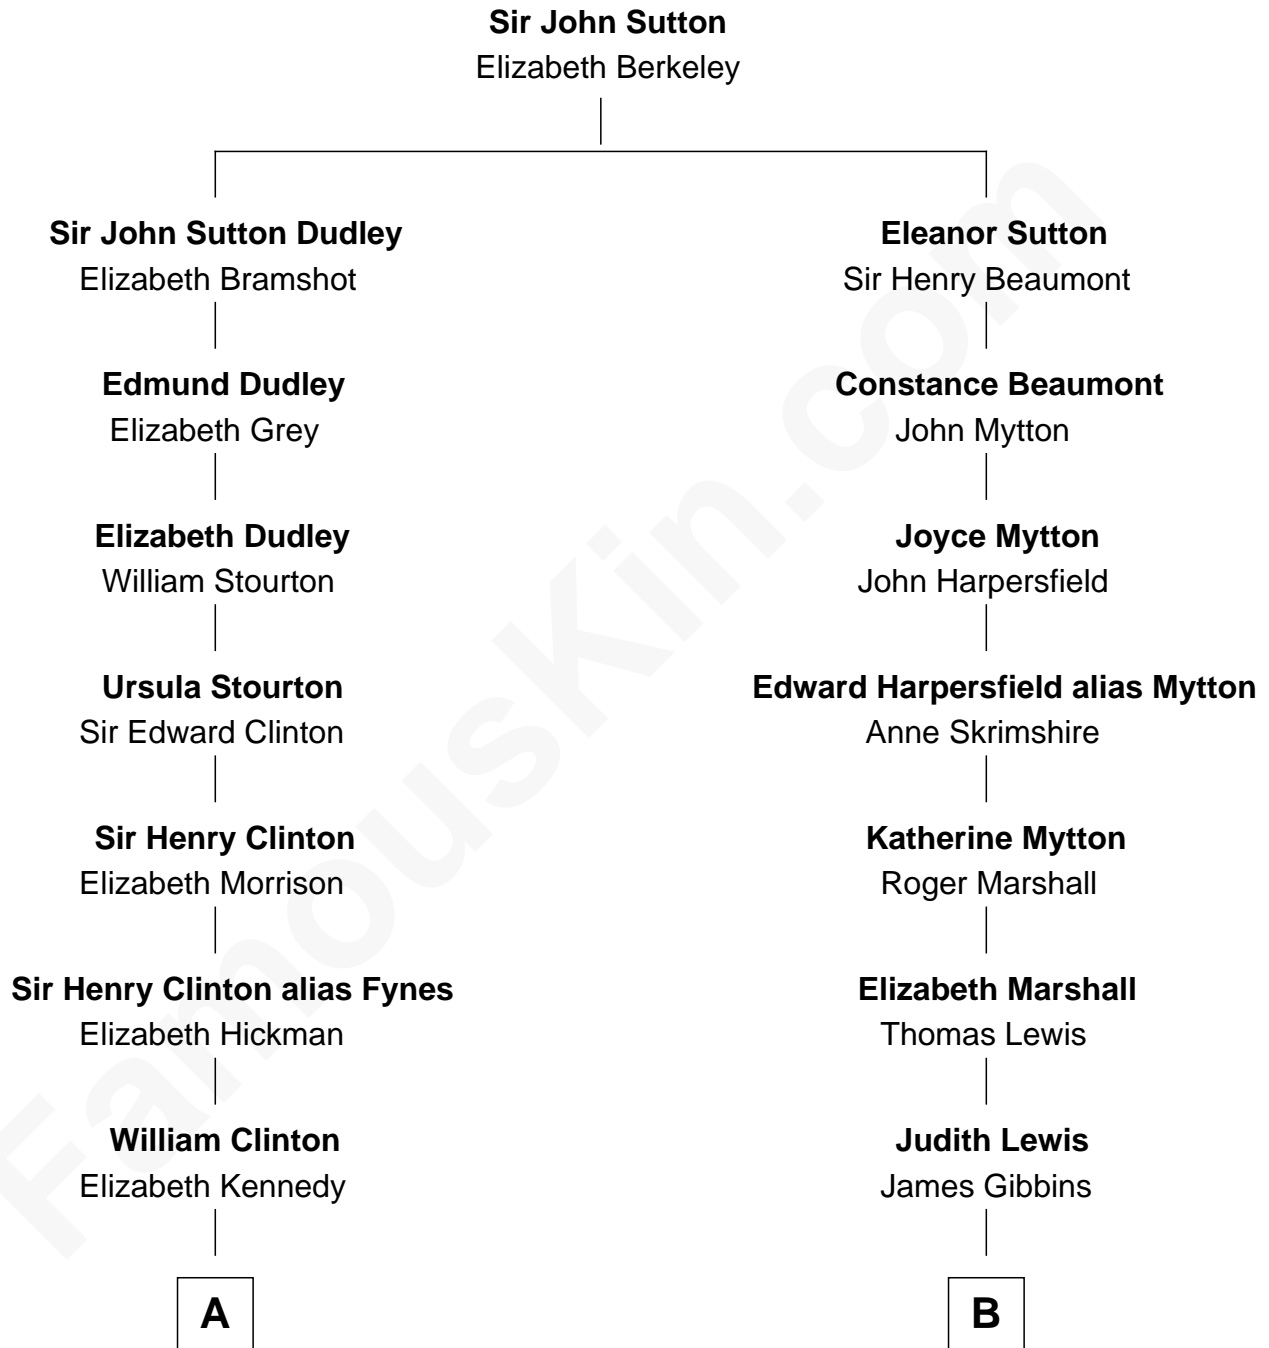 Sir John Sutton
Elizabeth Berkeley
Sir John Sutton Dudley
Elizabeth Bramshot
Eleanor Sutton
Sir Henry Beaumont
Edmund Dudley
Elizabeth Grey
Constance Beaumont
John Mytton
Elizabeth Dudley
William Stourton
Joyce Mytton
John Harpersfield
Ursula Stourton
Sir Edward Clinton
Edward Harpersfield alias Mytton
Anne Skrimshire
Sir Henry Clinton
Elizabeth Morrison
Katherine Mytton
Roger Marshall
Sir Henry Clinton alias Fynes
Elizabeth Hickman
Elizabeth Marshall
Thomas Lewis
William Clinton
Elizabeth Kennedy
Judith Lewis
James Gibbins
A
B
FamousKin.com